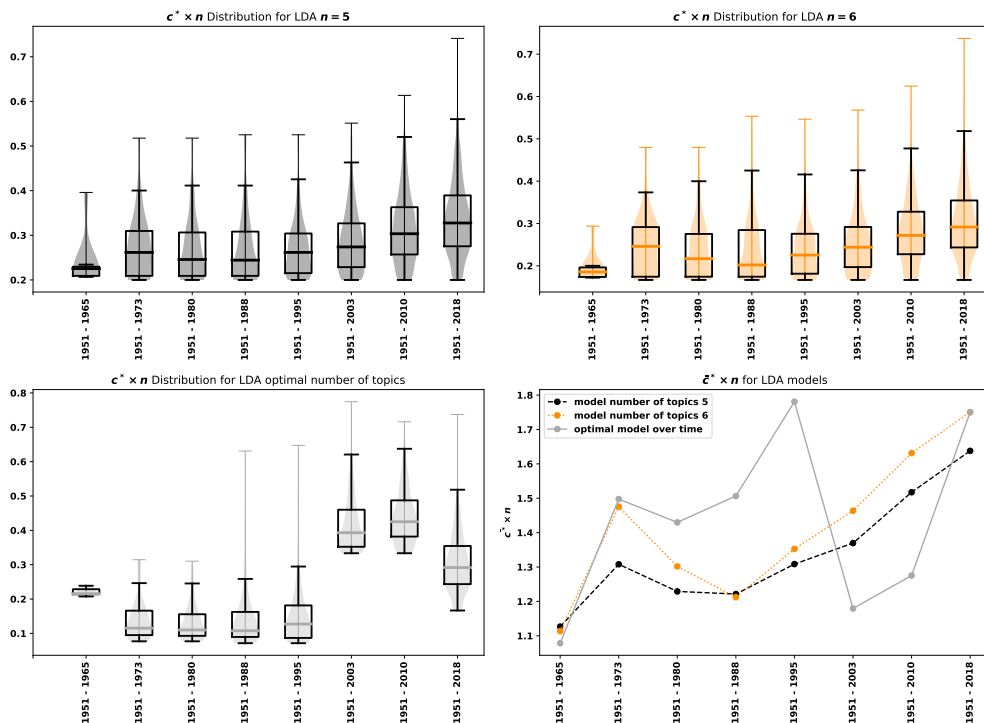 c* × n Distribution for LDA n = 5
0.7
0.6
0.5
0.4
0.3
0.2
1951 - 1965
1951 - 1973
1951 - 1980
1951 - 1988
1951 - 1995
1951 - 2003
1951 - 2010
1951 - 2018
c* × n Distribution for LDA n = 6
0.7
0.6
0.5
0.4
0.3
0.2
1951 - 1965
1951 - 1973
1951 - 1980
1951 - 1988
1951 - 1995
1951 - 2003
1951 - 2010
1951 - 2018
c* × n Distribution for LDA optimal number of topics
0.8
0.7
0.6
0.5
0.4
0.3
0.2
0.1
1951 - 1965
1951 - 1973
1951 - 1980
1951 - 1988
1951 - 1995
1951 - 2003
1951 - 2010
1951 - 2018
c̄* × n for LDA models
model number of topics 5
model number of topics 6
optimal model over time
c̄* × n
1.8
1.7
1.6
1.5
1.4
1.3
1.2
1.1
1951 - 1965
1951 - 1973
1951 - 1980
1951 - 1988
1951 - 1995
1951 - 2003
1951 - 2010
1951 - 2018